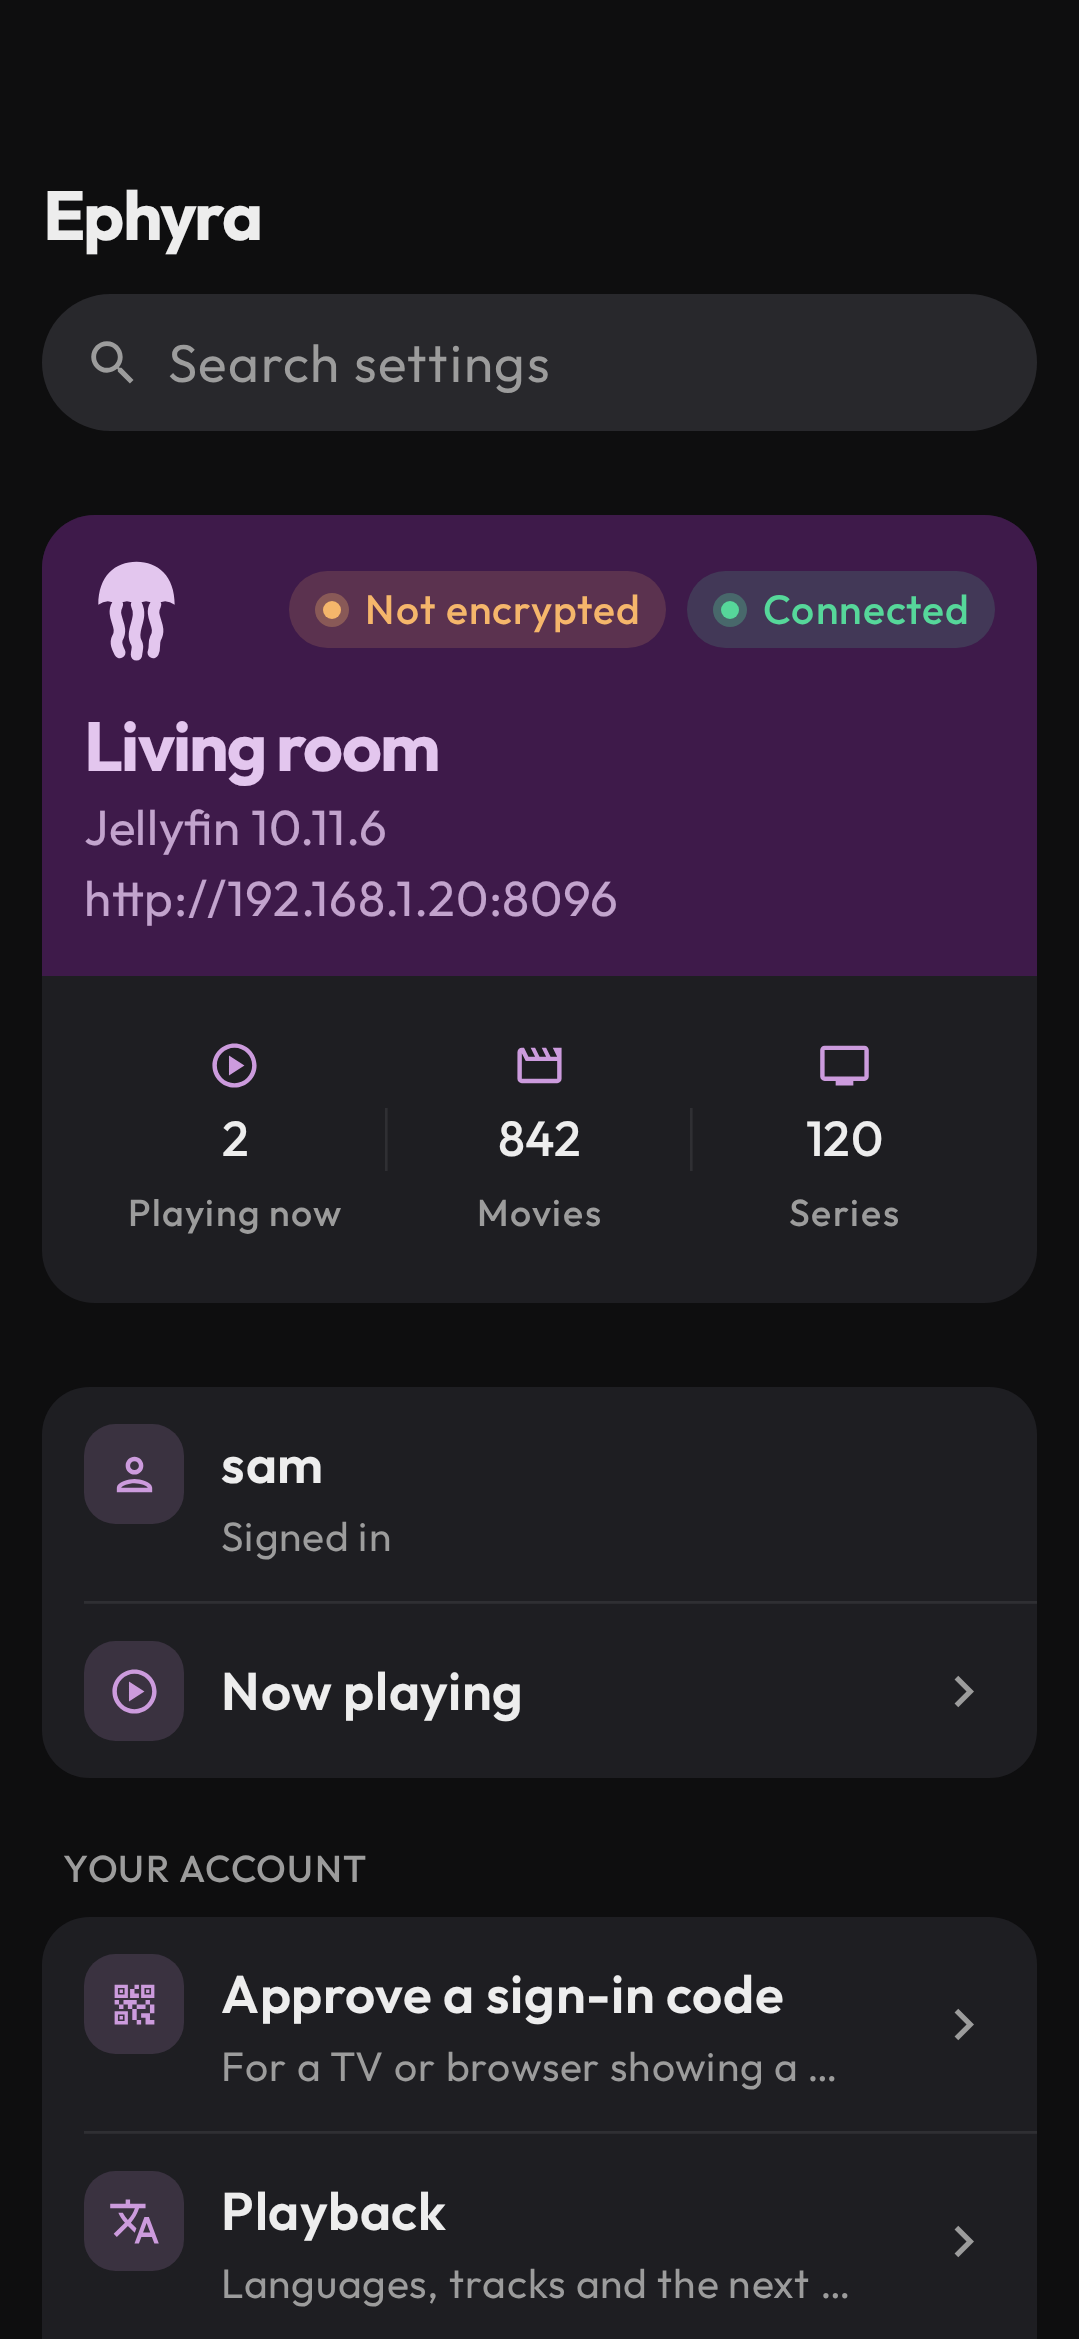 Ephyra
Search settings
Not encrypted
Connected
Living room
Jellyfin 10.11.6
http://192.168.1.20:8096
2
842
120
Playing now
Movies
Series
sam
Signed in
Now playing
YOUR ACCOUNT
Approve a sign-in code
For a TV or browser showing a ...
Playback
Languages, tracks and the next ...